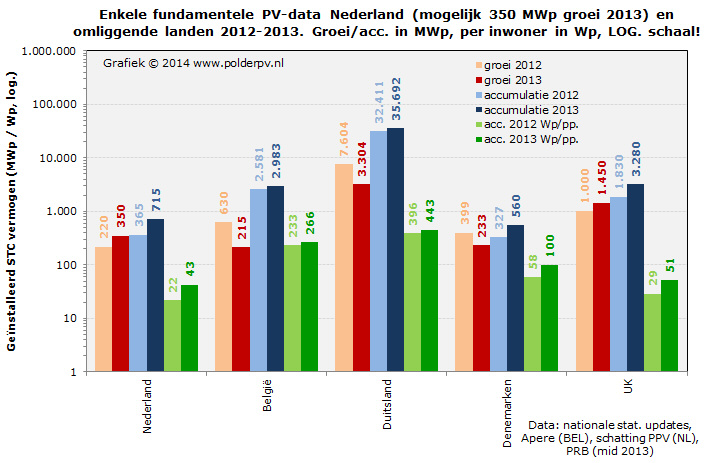 Enkele fundamentele PV-data Nederland (mogelijk 350 MWp groei 2013) en
omliggende landen 2012-2013. Groei/acc. in MWp, per inwoner in Wp, LOG. schaal!
Grafiek © 2014 www.polderpv.nl
groei 2012
groei 2013
accumulatie 2012
accumulatie 2013
acc. 2012 Wp/pp.
acc. 2013 Wp/pp.
Geïnstalleerd STC vermogen (MWp / Wp, log.)
1.000.000
100.000
10.000
1.000
100
10
1
220
350
365
715
22
43
630
215
2.581
2.983
233
266
7.604
3.304
32.411
35.692
396
443
399
233
327
560
58
100
1.000
1.450
1.830
3.280
29
51
Nederland
België
Duitsland
Denemarken
UK
Data: nationale stat. updates,
Apere (BEL), schatting PPV (NL),
PRB (mid 2013)